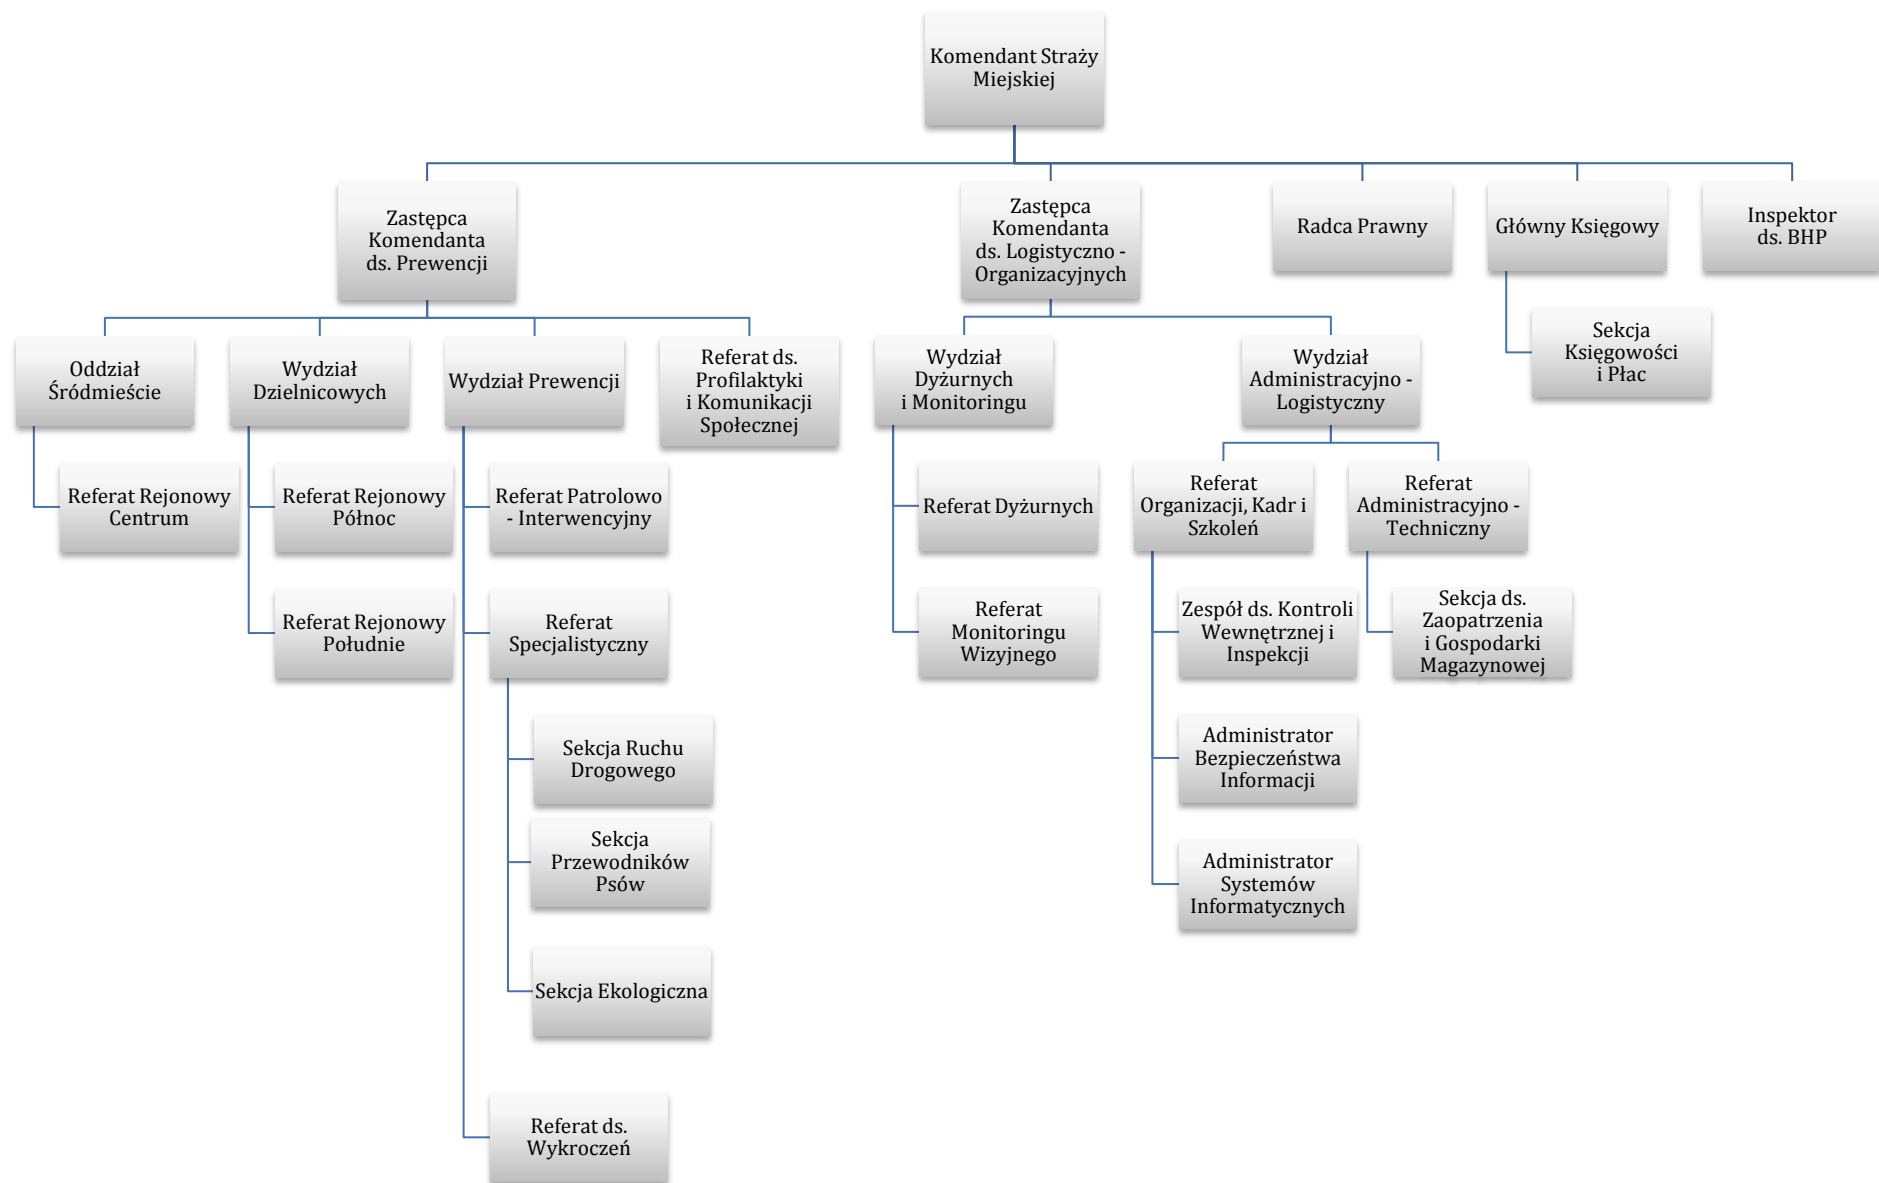 Komendant Straży
Miejskiej
Zastępca
Komendanta
ds. Prewencji
Zastępca
Komendanta
ds. Logistyczno -
Organizacyjnych
Radca Prawny
Główny Księgowy
Inspektor
ds. BHP
Sekcja
Księgowości
i Płac
Oddział
Śródmieście
Wydział
Dzielnicowych
Wydział Prewencji
Referat ds.
Profilaktyki
i Komunikacji
Społecznej
Wydział
Dyżurnych
i Monitoringu
Wydział
Administracyjno -
Logistyczny
Referat Rejonowy
Centrum
Referat Rejonowy
Północ
Referat Patrolowo
- Interwencyjny
Referat Dyżurnych
Referat
Organizacji, Kadr i
Szkoleń
Referat
Administracyjno -
Techniczny
Referat Rejonowy
Południe
Referat
Specjalistyczny
Referat
Monitoringu
Wizyjnego
Zespół ds. Kontroli
Wewnętrznej i
Inspekcji
Sekcja ds.
Zaopatrzenia
i Gospodarki
Magazynowej
Sekcja Ruchu
Drogowego
Administrator
Bezpieczeństwa
Informacji
Sekcja
Przewodników
Psów
Administrator
Systemów
Informatycznych
Sekcja Ekologiczna
Referat ds.
Wykroczeń